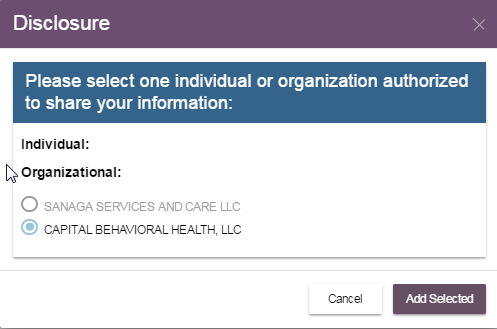 Disclosure
Please select one individual or organization authorized
to share your information:
Individual:
Organizational:
SANAGA SERVICES AND CARE LLC
CAPITAL BEHAVIORAL HEALTH, LLC
Cancel
Add Selected